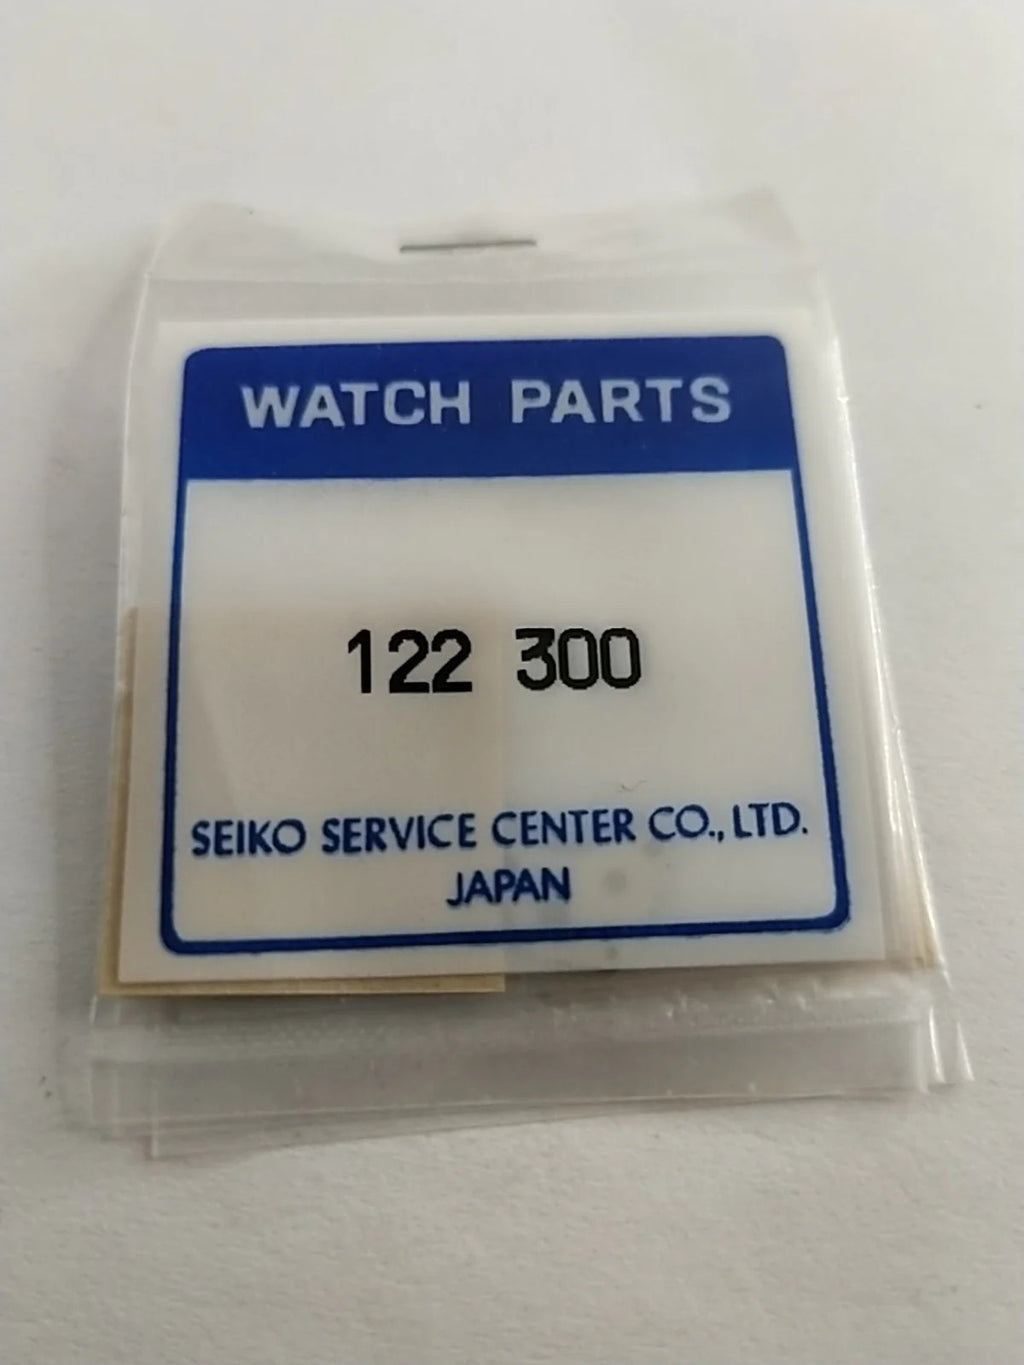 WATCH PARTS
122 300
SEIKO SERVICE CENTER CO., LTD.
JAPAN